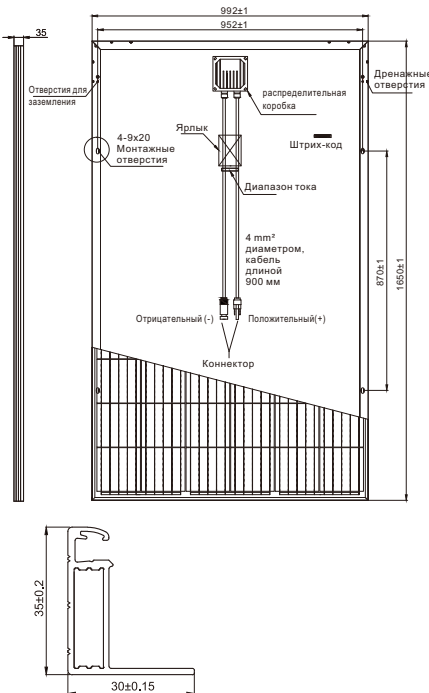 992±1
35
952±1
Отверстия для
заземления
распределительная
коробка
Дренажные
отверстия
4-9x20
Монтажные
отверстия
Ярлык
Штрих-код
Диапазон тока
4 mm²
диаметром,
кабель
длиной
900 мм
870±1
1650±1
Отрицательный (-)
Положительный(+)
Коннектор
35±0.2
30±0.15